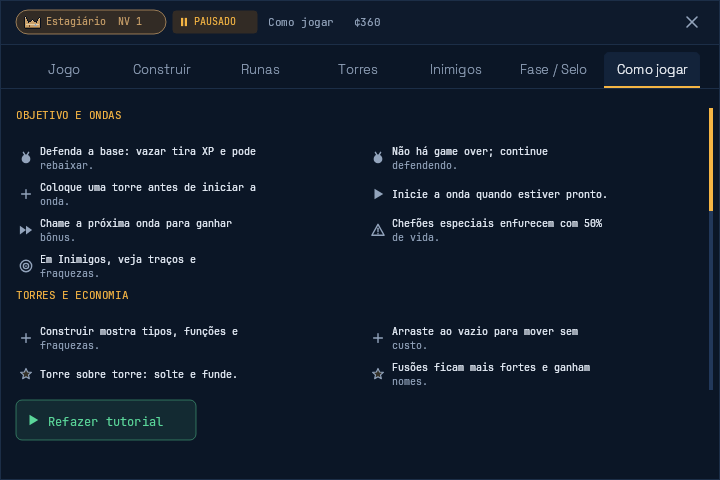 Estagiário NV 1
PAUSADO
Como jogar ¢360
Jogo Construir Runas Torres Inimigos Fase / Selo Como jogar
OBJETIVO E ONDAS
Defenda a base: vazar tira XP e pode
rebaixar.
Não há game over; continue
defendendo.
Coloque uma torre antes de iniciar a
onda.
Inicie a onda quando estiver pronto.
Chame a próxima onda para ganhar
bônus.
Chefões especiais enfurecem com 50%
de vida.
Em Inimigos, veja traços e
fraquezas.
TORRES E ECONOMIA
Construir mostra tipos, funções e
fraquezas.
Arraste ao vazio para mover sem
custo.
Torre sobre torre: solte e funde.
Fusões ficam mais fortes e ganham
nomes.
Refazer tutorial